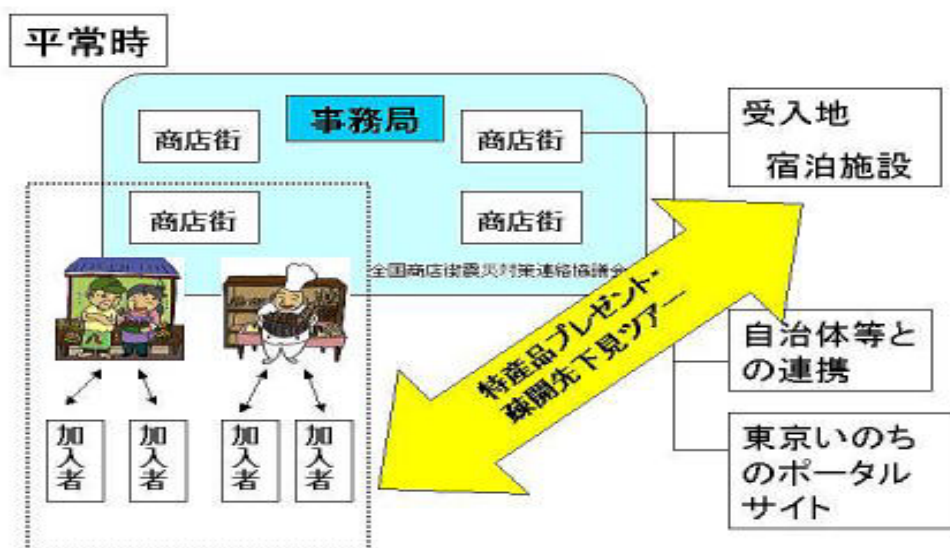 平常時
事務局
商店街
商店街
商店街
商店街
全国商店街震災対策連絡協議会
受入地
宿泊施設
特産品プレゼント・
疎開先下見ツアー
自治体等と
の連携
東京いのち
のポータル
サイト
加入者
加入者
加入者
加入者